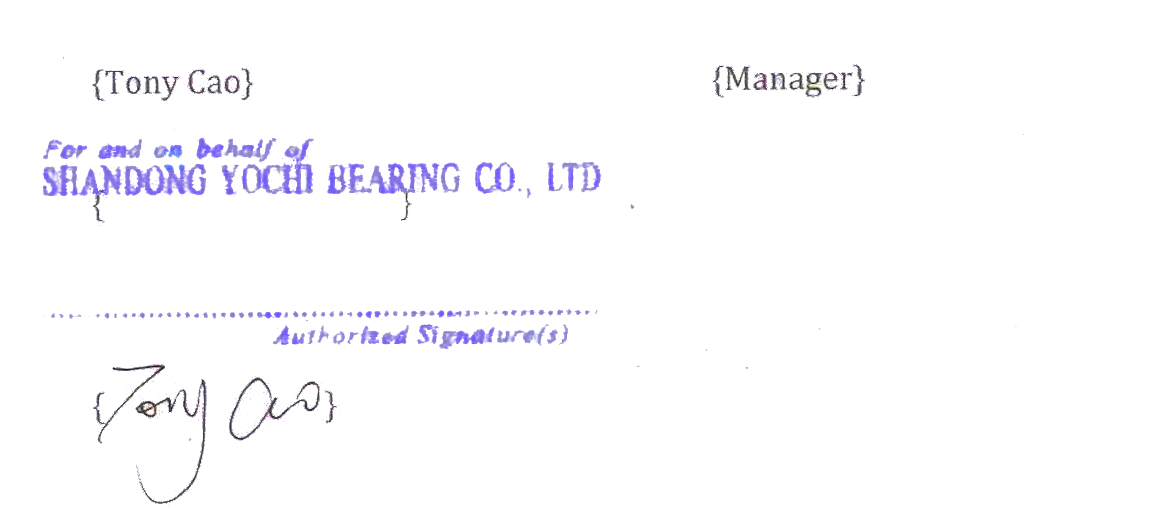 {Tony Cao} {Manager}
For and on behalf of
SHANDONG YOCHI BEARING CO., LTD
{ }
Authorized Signature(s)
{Tony Cao}